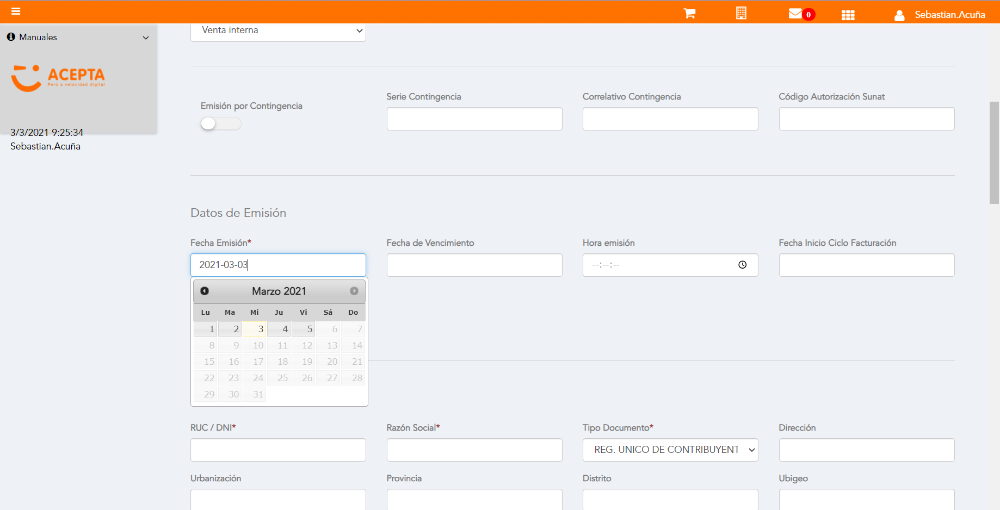 0
Sebastian.Acuña
Manuales
Venta interna
ACEPTA
Perú a velocidad digital
3/3/2021 9:25:34
Sebastian.Acuña
Emisión por Contingencia
Serie Contingencia
Correlativo Contingencia
Código Autorización Sunat
Datos de Emisión
Fecha Emisión*
Fecha de Vencimiento
Hora emisión
Fecha Inicio Ciclo Facturación
2021-03-03
--:--:--
Marzo 2021
Lu Ma Mi Ju Vi Sá Do
1 2 3 4 5 6 7
8 9 10 11 12 13 14
15 16 17 18 19 20 21
22 23 24 25 26 27 28
29 30 31
RUC / DNI*
Razón Social*
Tipo Documento*
Dirección
REG. UNICO DE CONTRIBUYENT
Urbanización
Provincia
Distrito
Ubigeo